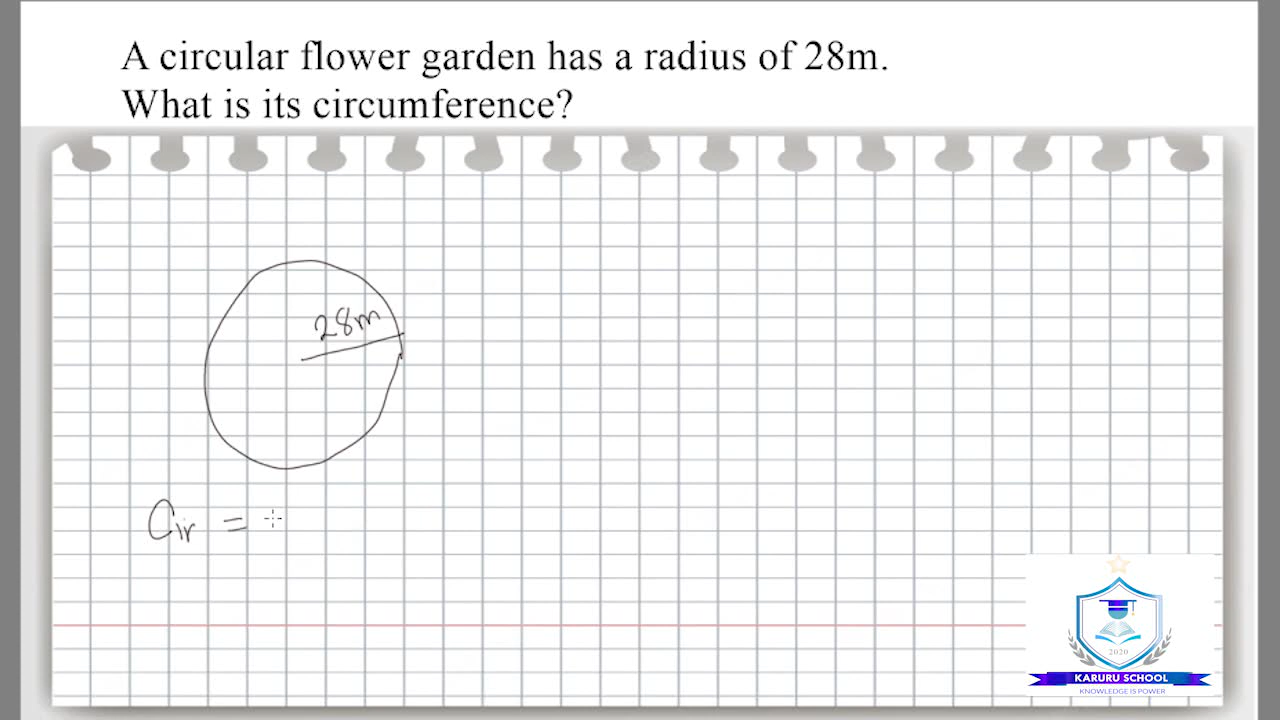 A circular flower garden has a radius of 28m.
What is its circumference?
28m
Cir =
2020
KARURU SCHOOL
KNOWLEDGE IS POWER